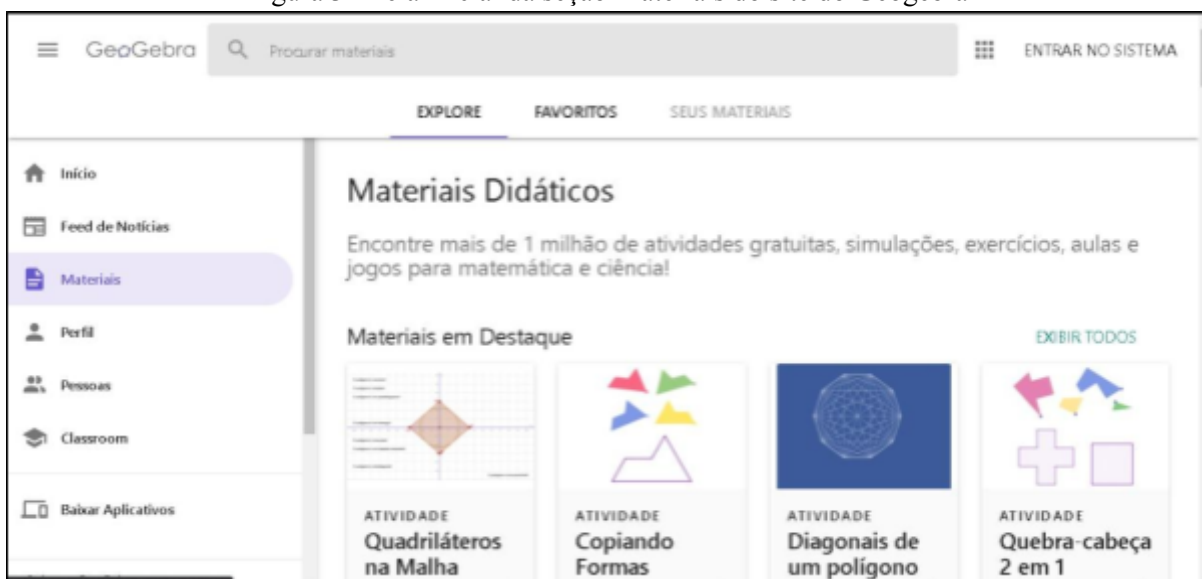 GeoGebra
Procurar materiais
ENTRAR NO SISTEMA
EXPLORE
FAVORITOS
SEUS MATERIAIS
Início
Feed de Notícias
Materiais
Perfil
Pessoas
Classroom
Baixar Aplicativos
Materiais Didáticos
Encontre mais de 1 milhão de atividades gratuitas, simulações, exercícios, aulas e
jogos para matemática e ciência!
Materiais em Destaque
EXIBIR TODOS
ATIVIDADE
Quadriláteros
na Malha
ATIVIDADE
Copiando
Formas
ATIVIDADE
Diagonais de
um polígono
ATIVIDADE
Quebra-cabeça
2 em 1